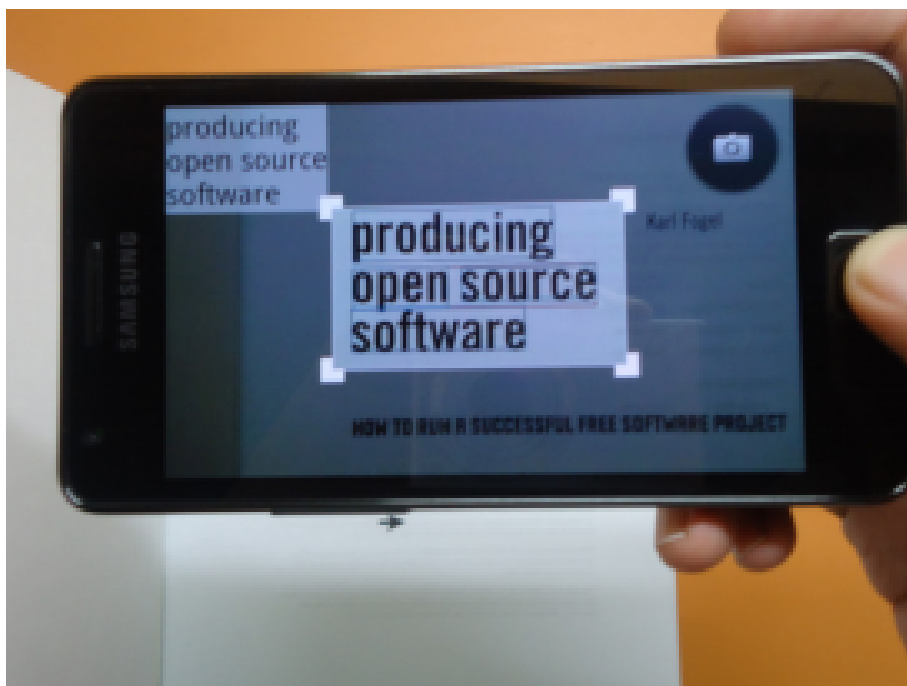 producing
open source
software
producing
open source
software
Karl Fogel
HOW TO RUN A SUCCESSFUL FREE SOFTWARE PROJECT
SAMSUNG